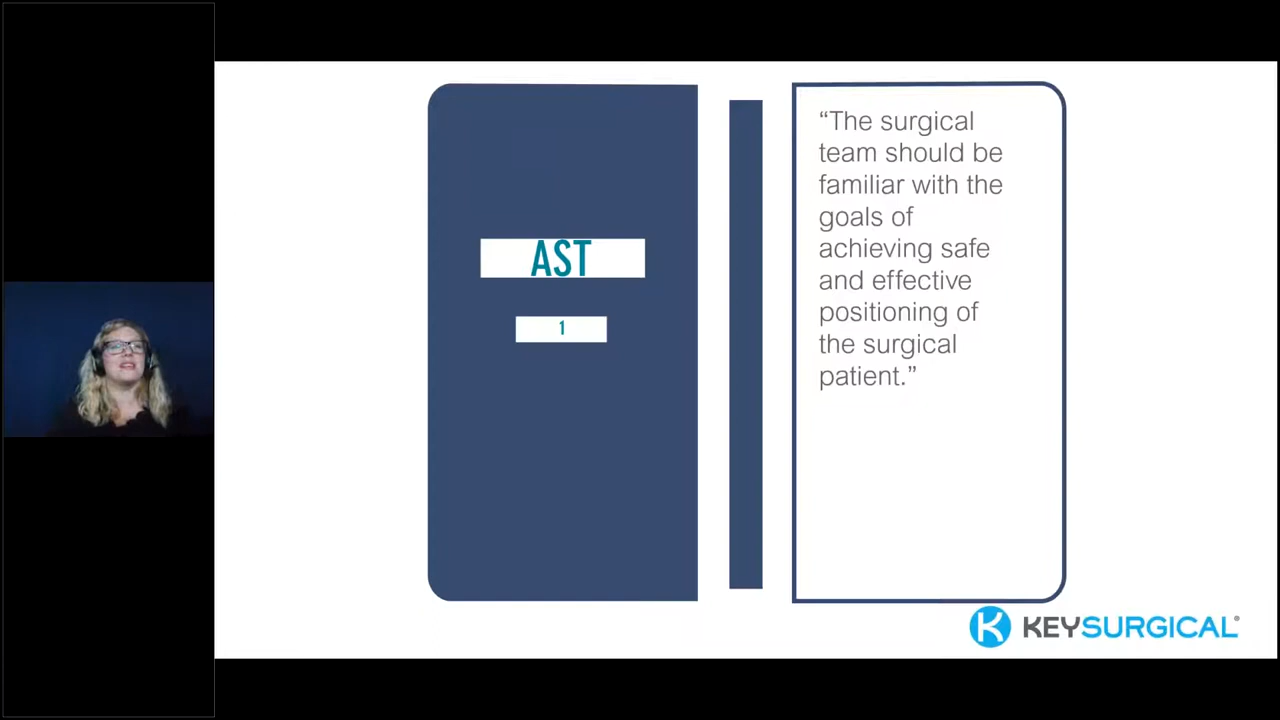 AST
1
“The surgical
team should be
familiar with the
goals of
achieving safe
and effective
positioning of
the surgical
patient.”
K KEYSURGICAL®